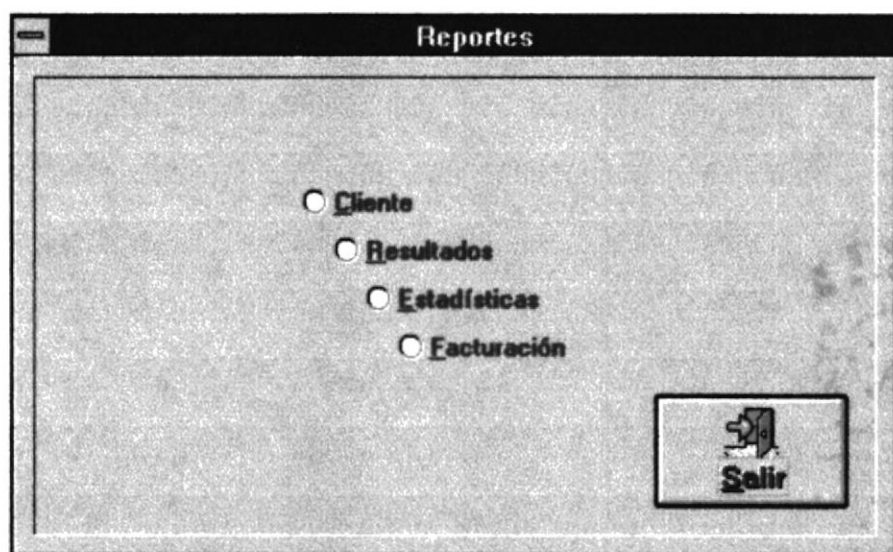 Reportes
Cliente
Resultados
Estadísticas
Facturación
Salir